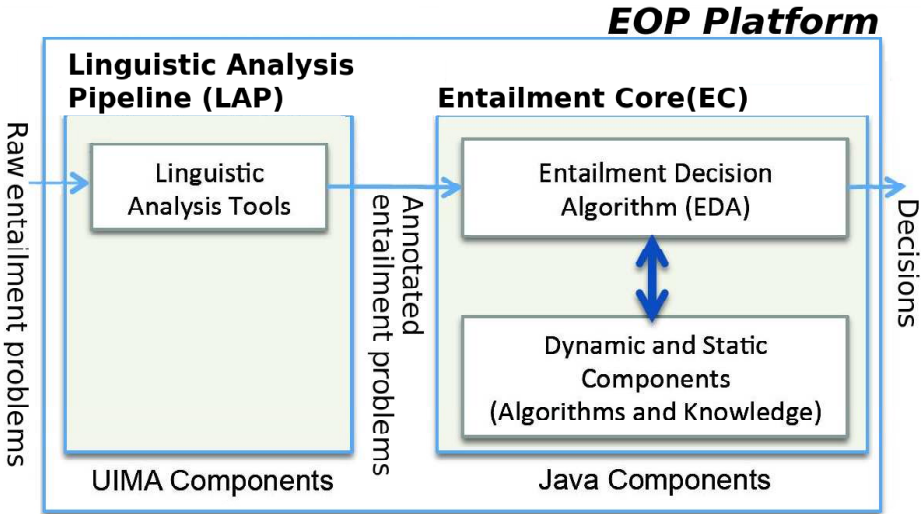 EOP Platform
Linguistic Analysis
Pipeline (LAP)
Entailment Core(EC)
Raw entailment problems
Linguistic
Analysis Tools
Annotated
entailment problems
Entailment Decision
Algorithm (EDA)
Decisions
Dynamic and Static
Components
(Algorithms and Knowledge)
UIMA Components
Java Components